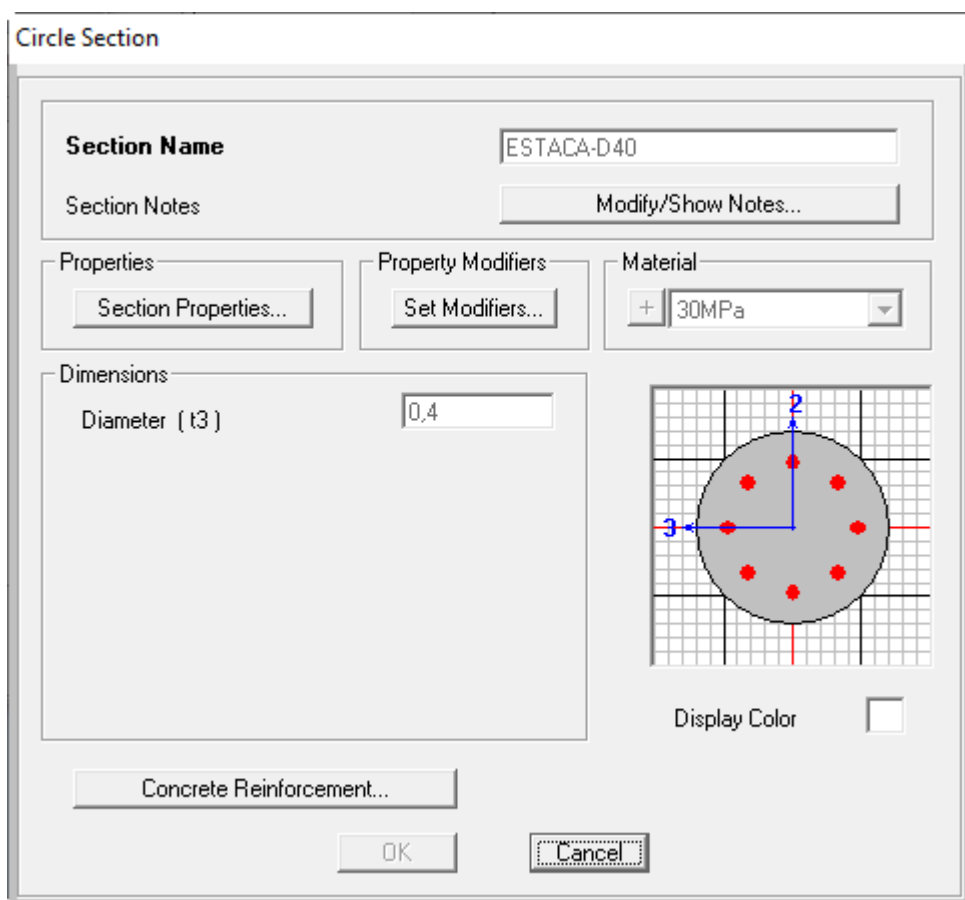 Circle Section
Section Name
ESTACA-D40
Section Notes
Modify/Show Notes...
Properties
Section Properties...
Property Modifiers
Set Modifiers...
Material
+
30MPa
Dimensions
Diameter ( t3 )
0,4
2
3
Display Color
Concrete Reinforcement...
OK
Cancel